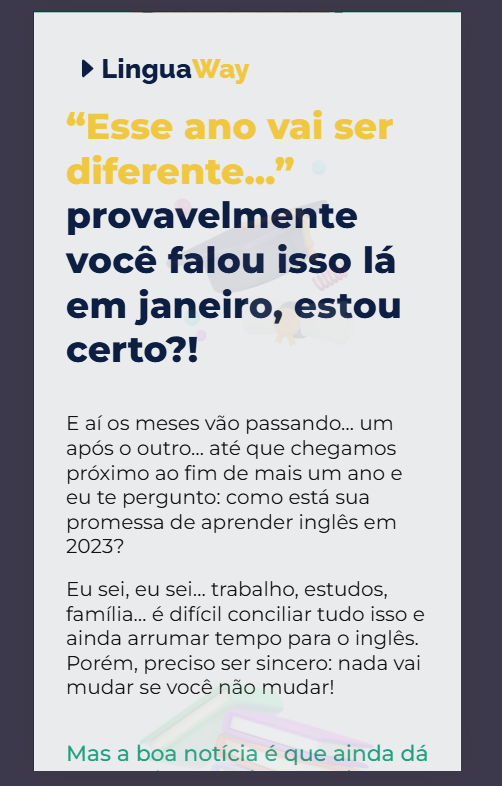 LinguaWay
“Esse ano vai ser
diferente...”
provavelmente
você falou isso lá
em janeiro, estou
certo?!
E aí os meses vão passando... um
após o outro... até que chegamos
próximo ao fim de mais um ano e
eu te pergunto: como está sua
promessa de aprender inglês em
2023?
Eu sei, eu sei... trabalho, estudos,
família... é difícil conciliar tudo isso e
ainda arrumar tempo para o inglês.
Porém, preciso ser sincero: nada vai
mudar se você não mudar!
Mas a boa notícia é que ainda dá